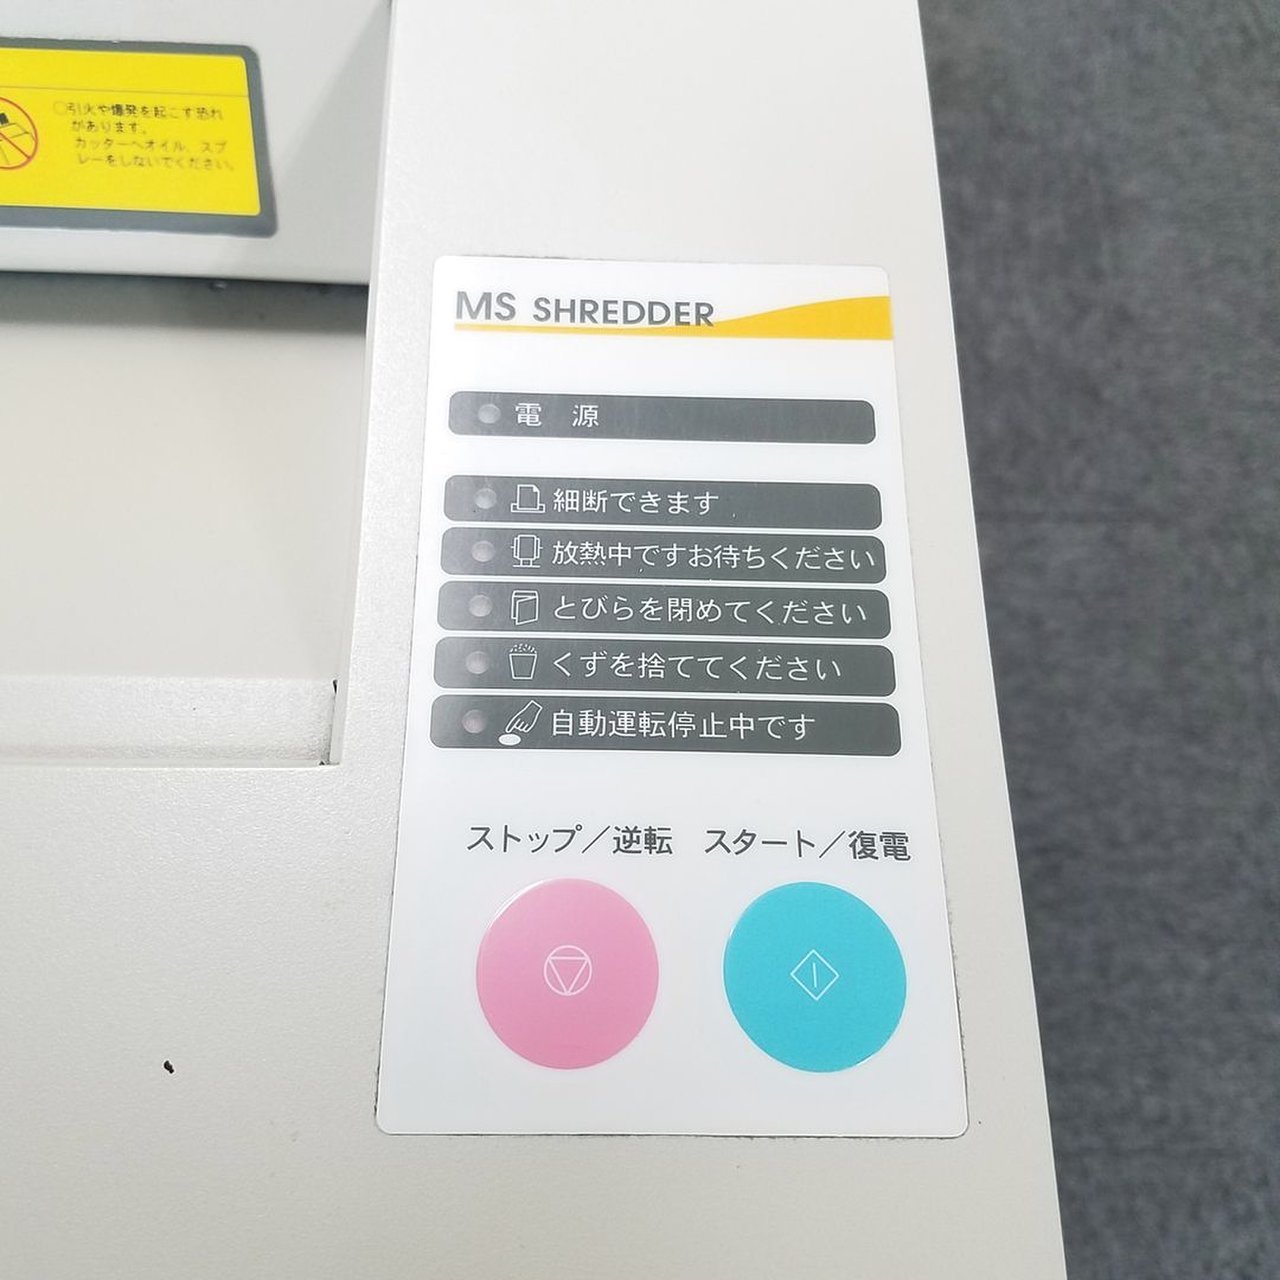 ○引火や爆発を起こす恐れ
があります。
カッターへオイル、スプ
レーをしないでください。
MS SHREDDER
電 源
細断できます
放熱中ですお待ちください
とびらを閉めてください
くずを捨ててください
自動運転停止中です
ストップ／逆転 スタート／復電